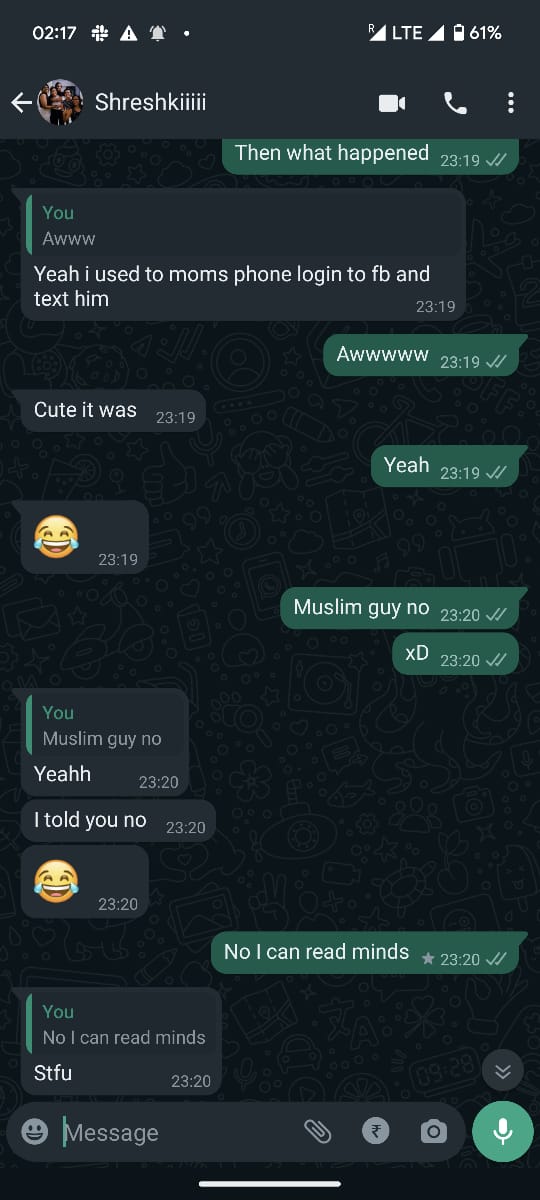 02:17
R LTE 61%
Shreshkiiiii
Then what happened 23:19
You
Awww
Yeah i used to moms phone login to fb and
text him 23:19
Awwwww 23:19
Cute it was 23:19
Yeah 23:19
23:19
Muslim guy no 23:20
xD 23:20
You
Muslim guy no
Yeahh 23:20
I told you no 23:20
23:20
No I can read minds 23:20
You
No I can read minds
Stfu 23:20
Message ₹